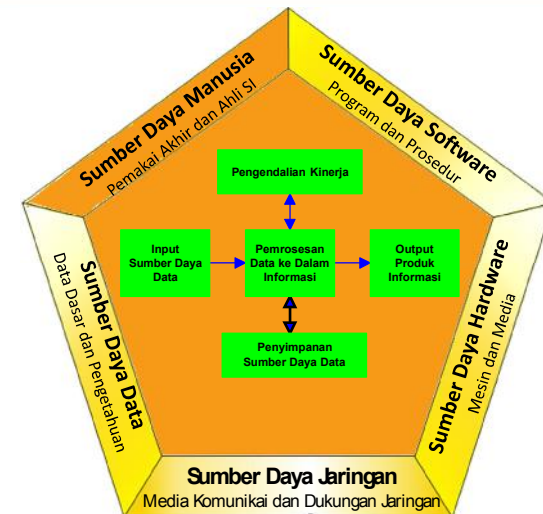 Sumber Daya Manusia
Pemakai Akhir dan Ahli SI
Sumber Daya Software
Program dan Prosedur
Pengendalian Kinerja
Input
Sumber Daya
Data
Pemrosesan
Data ke Dalam
Informasi
Output
Produk
Informasi
Penyimpanan
Sumber Daya Data
Sumber Daya Data
Data Dasar dan Pengetahuan
Sumber Daya Hardware
Mesin dan Media
Sumber Daya Jaringan
Media Komunikai dan Dukungan Jaringan